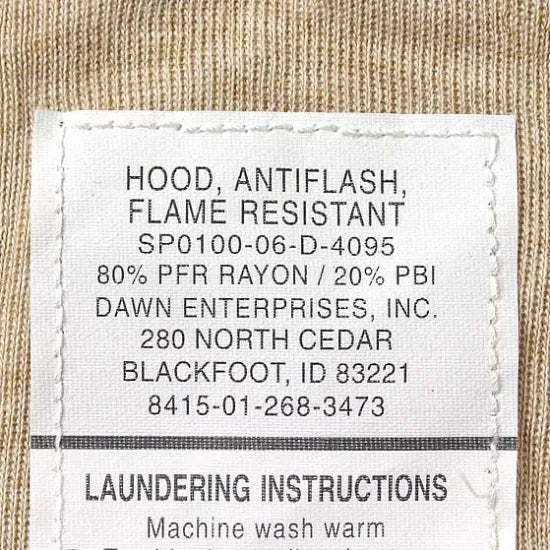 HOOD, ANTIFLASH,
FLAME RESISTANT
SP0100-06-D-4095
80% PFR RAYON / 20% PBI
DAWN ENTERPRISES, INC.
280 NORTH CEDAR
BLACKFOOT, ID 83221
8415-01-268-3473
LAUNDERING INSTRUCTIONS
Machine wash warm